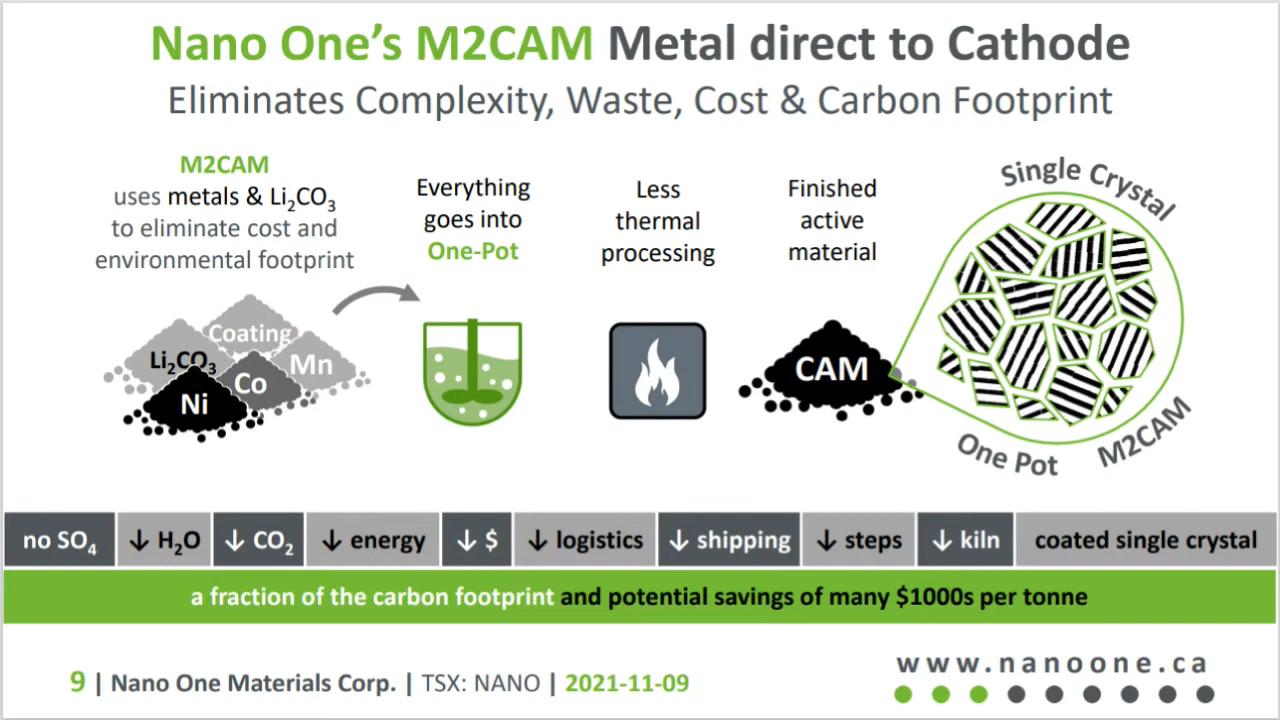 Nano One’s M2CAM Metal direct to Cathode
Eliminates Complexity, Waste, Cost & Carbon Footprint
M2CAM
uses metals & Li₂CO₃
to eliminate cost and
environmental footprint
Everything
goes into
One-Pot
Less
thermal
processing
Finished
active
material
Single Crystal
Coating
Li₂CO₃
Mn
Co
Ni
CAM
One Pot
M2CAM
no SO₄
↓ H₂O
↓ CO₂
↓ energy
↓ $
↓ logistics
↓ shipping
↓ steps
↓ kiln
coated single crystal
a fraction of the carbon footprint and potential savings of many $1000s per tonne
www.nanoone.ca
9 | Nano One Materials Corp. | TSX: NANO | 2021-11-09